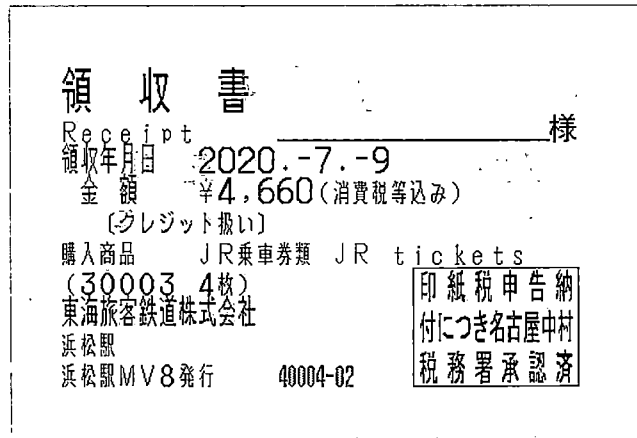 領収書
Receipt 様
領収年月日 2020.-7.-9
金額 ¥4,660(消費税等込み)
〔クレジット扱い〕
購入商品 JR乗車券類 JR tickets
(30003 4枚)
東海旅客鉄道株式会社
浜松駅
浜松駅MV8発行 40004-02
印紙税申告納
付につき名古屋中村
税務署承認済